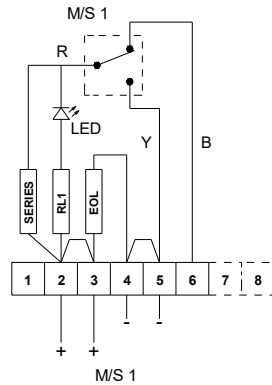 M/S 1
R
LED
Y
B
SERIES
RL1
EOL
1 2 3 4 5 6 7 8
+ + - -
M/S 1